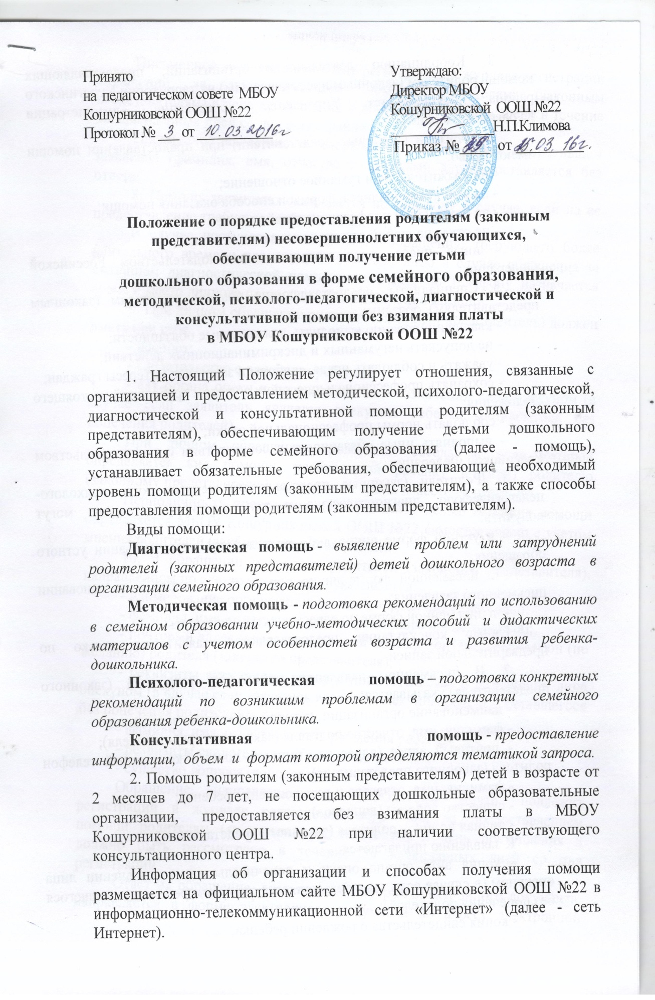 Принято
на педагогическом совете МБОУ
Кошурниковской ООШ №22
Протокол № 3 от 10.03.2016г
Утверждаю:
Директор МБОУ
Кошурниковской ООШ №22
Н.П.Климова
Приказ № 29 от 15.03. 16г.
ДЛЯ
ДОКУМЕНТОВ
Положение о порядке предоставления родителям (законным
представителям) несовершеннолетних обучающихся,
обеспечивающим получение детьми
дошкольного образования в форме семейного образования,
методической, психолого-педагогической, диагностической и
консультативной помощи без взимания платы
в МБОУ Кошурниковской ООШ №22
1. Настоящий Положение регулирует отношения, связанные с
организацией и предоставлением методической, психолого-педагогической,
диагностической и консультативной помощи родителям (законным
представителям), обеспечивающим получение детьми дошкольного
образования в форме семейного образования (далее - помощь),
устанавливает обязательные требования, обеспечивающие необходимый
уровень помощи родителям (законным представителям), а также способы
предоставления помощи родителям (законным представителям).
Виды помощи:
Диагностическая помощь - выявление проблем или затруднений
родителей (законных представителей) детей дошкольного возраста в
организации семейного образования.
Методическая помощь - подготовка рекомендаций по использованию
в семейном образовании учебно-методических пособий и дидактических
материалов с учетом особенностей возраста и развития ребенка-
дошкольника.
Психолого-педагогическая помощь – подготовка конкретных
рекомендаций по возникшим проблемам в организации семейного
образования ребенка-дошкольника.
Консультативная помощь - предоставление
информации, объем и формат которой определяются тематикой запроса.
2. Помощь родителям (законным представителям) детей в возрасте от
2 месяцев до 7 лет, не посещающих дошкольные образовательные
организации, предоставляется без взимания платы в МБОУ
Кошурниковской ООШ №22 при наличии соответствующего
консультационного центра.
Информация об организации и способах получения помощи
размещается на официальном сайте МБОУ Кошурниковской ООШ №22 в
информационно-телекоммуникационной сети «Интернет» (далее - сеть
Интернет).